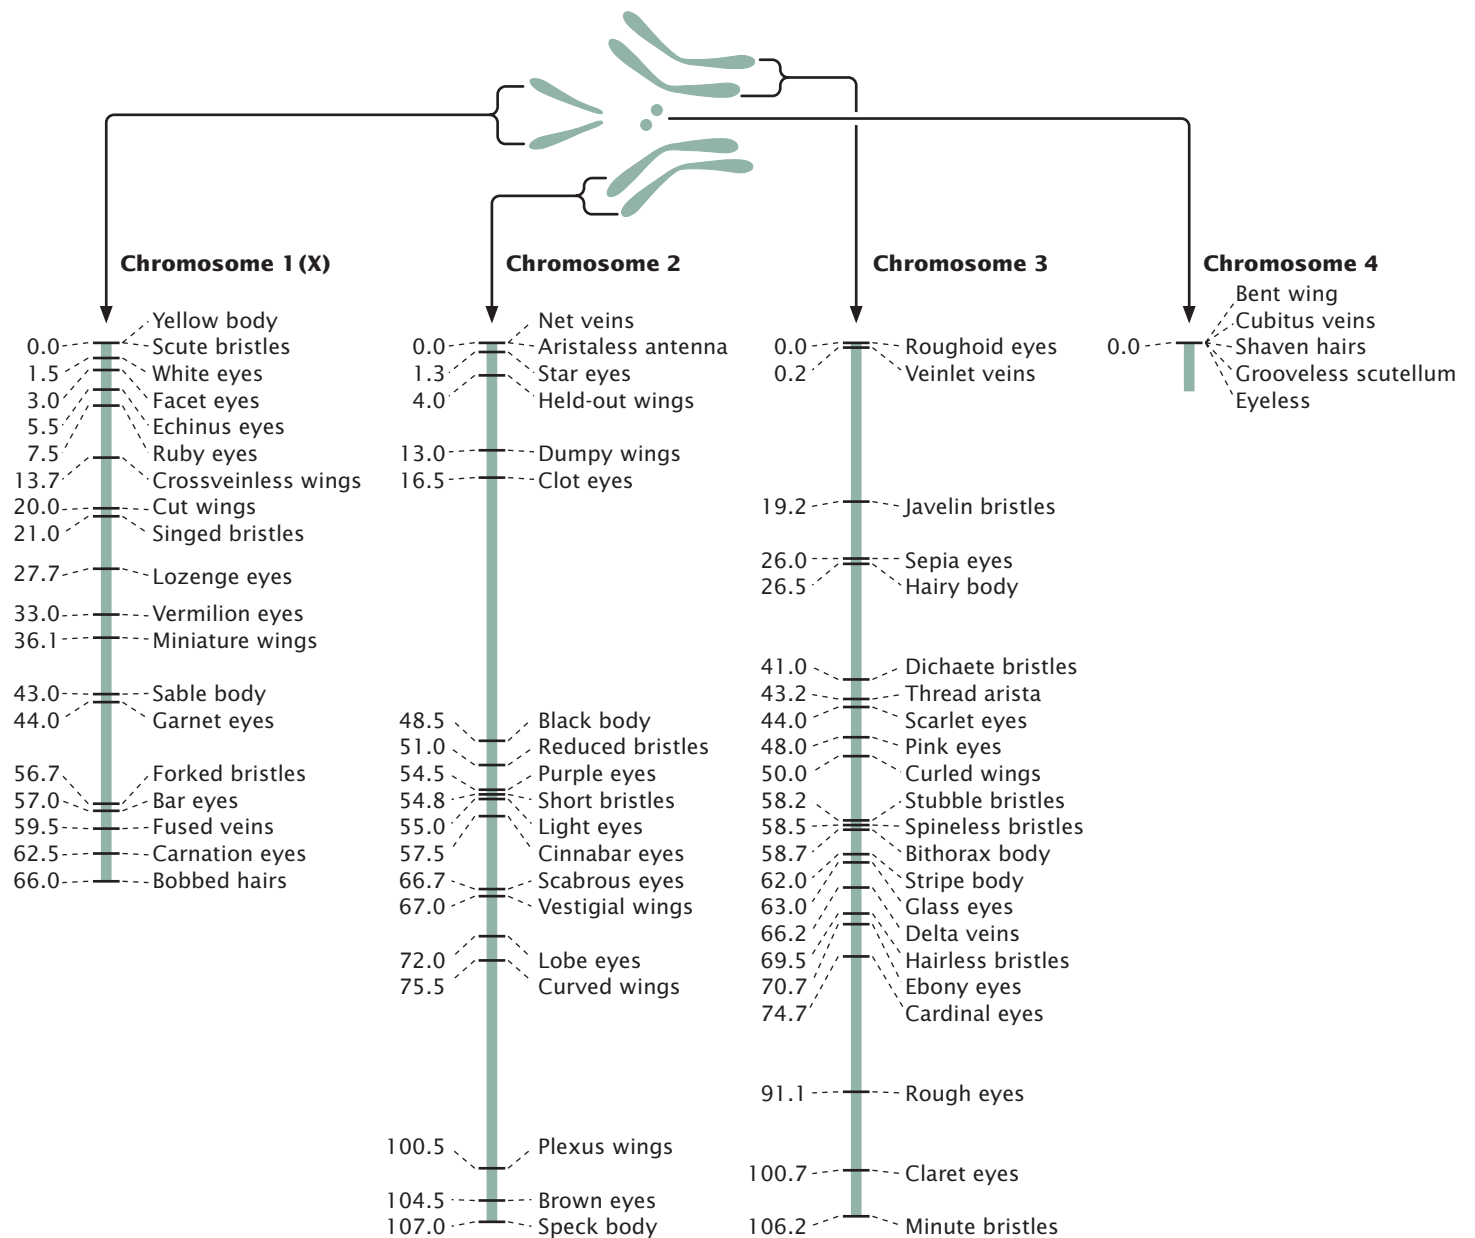 Chromosome 1 (X)
Yellow body
0.0 Scute bristles
1.5 White eyes
3.0 Facet eyes
5.5 Echinus eyes
7.5 Ruby eyes
13.7 Crossveinless wings
20.0 Cut wings
21.0 Singed bristles
27.7 Lozenge eyes
33.0 Vermilion eyes
36.1 Miniature wings
43.0 Sable body
44.0 Garnet eyes
56.7 Forked bristles
57.0 Bar eyes
59.5 Fused veins
62.5 Carnation eyes
66.0 Bobbed hairs
Chromosome 2
Net veins
0.0 Aristaless antenna
1.3 Star eyes
4.0 Held-out wings
13.0 Dumpy wings
16.5 Clot eyes
48.5 Black body
51.0 Reduced bristles
54.5 Purple eyes
54.8 Short bristles
55.0 Light eyes
57.5 Cinnabar eyes
66.7 Scabrous eyes
67.0 Vestigial wings
72.0 Lobe eyes
75.5 Curved wings
100.5 Plexus wings
104.5 Brown eyes
107.0 Speck body
Chromosome 3
0.0 Roughoid eyes
0.2 Veinlet veins
19.2 Javelin bristles
26.0 Sepia eyes
26.5 Hairy body
41.0 Dichaete bristles
43.2 Thread arista
44.0 Scarlet eyes
48.0 Pink eyes
50.0 Curled wings
58.2 Stubble bristles
58.5 Spineless bristles
58.7 Bithorax body
62.0 Stripe body
63.0 Glass eyes
66.2 Delta veins
69.5 Hairless bristles
70.7 Ebony eyes
74.7 Cardinal eyes
91.1 Rough eyes
100.7 Claret eyes
106.2 Minute bristles
Chromosome 4
Bent wing
Cubitus veins
0.0 Shaven hairs
Grooveless scutellum
Eyeless